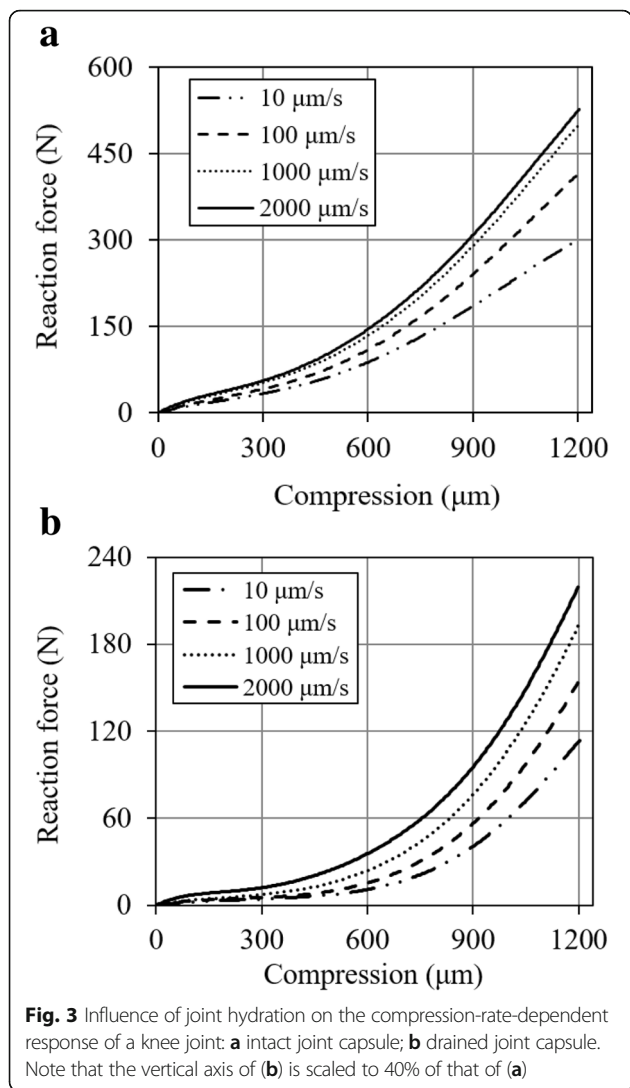 a
600
450
300
150
0
Reaction force (N)
10 μm/s
100 μm/s
1000 μm/s
2000 μm/s
0 300 600 900 1200
Compression (μm)
b
240
180
120
60
0
Reaction force (N)
10 μm/s
100 μm/s
1000 μm/s
2000 μm/s
0 300 600 900 1200
Compression (μm)
Fig. 3 Influence of joint hydration on the compression-rate-dependent
response of a knee joint: a intact joint capsule; b drained joint capsule.
Note that the vertical axis of (b) is scaled to 40% of that of (a)